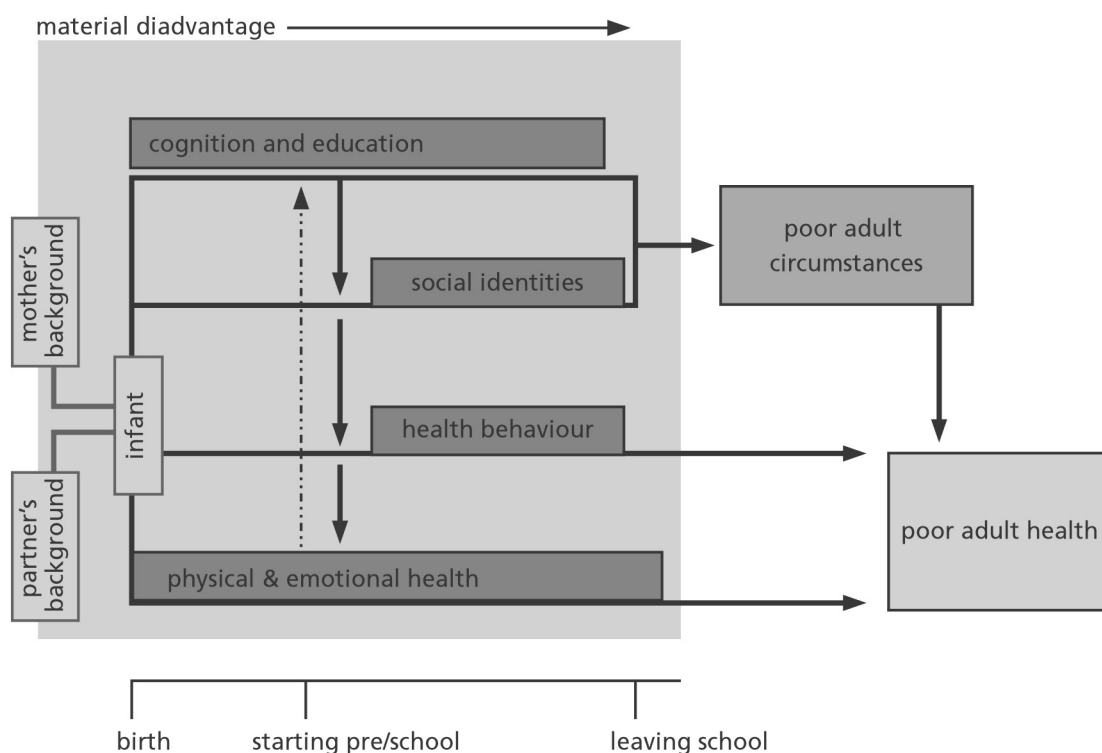 material diadvantage
cognition and education
mother's
background
social identities
poor adult
circumstances
infant
health behaviour
partner's
background
physical & emotional health
poor adult health
birth
starting pre/school
leaving school